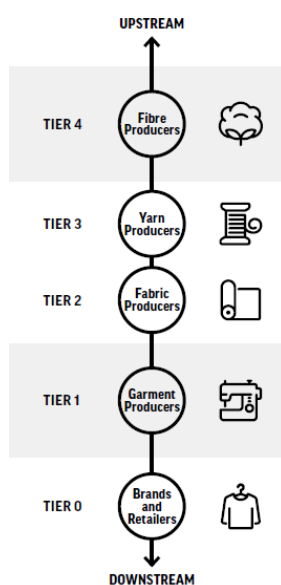 UPSTREAM
TIER 4
Fibre
Producers
TIER 3
Yarn
Producers
TIER 2
Fabric
Producers
TIER 1
Garment
Producers
TIER 0
Brands
and
Retailers
DOWNSTREAM